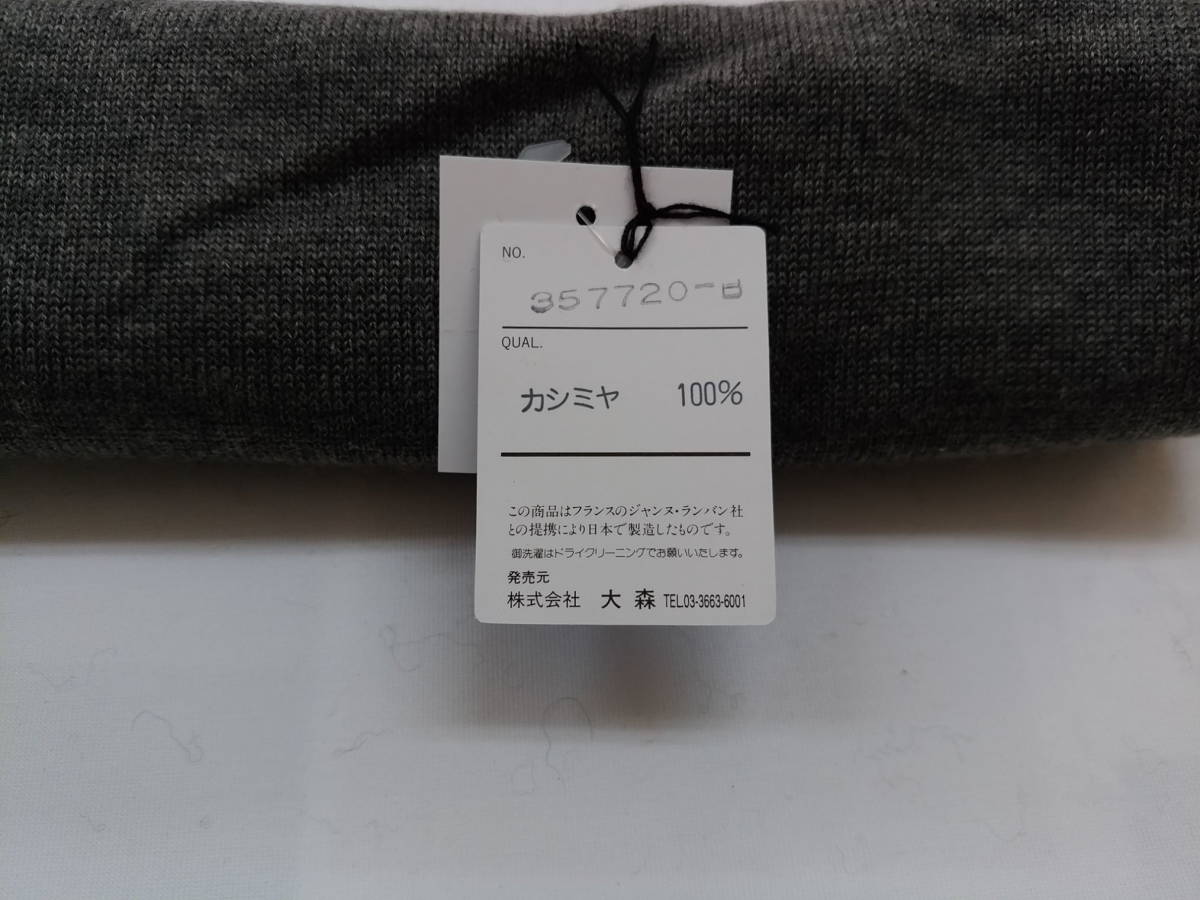 NO.
357720-B
QUAL.
カシミヤ 100%
この商品はフランスのジャンヌ・ランバン社
との提携により日本で製造したものです。
御洗濯はドライクリーニングでお願いいたします。
発売元
株式会社 大森 TEL.03-3663-6001